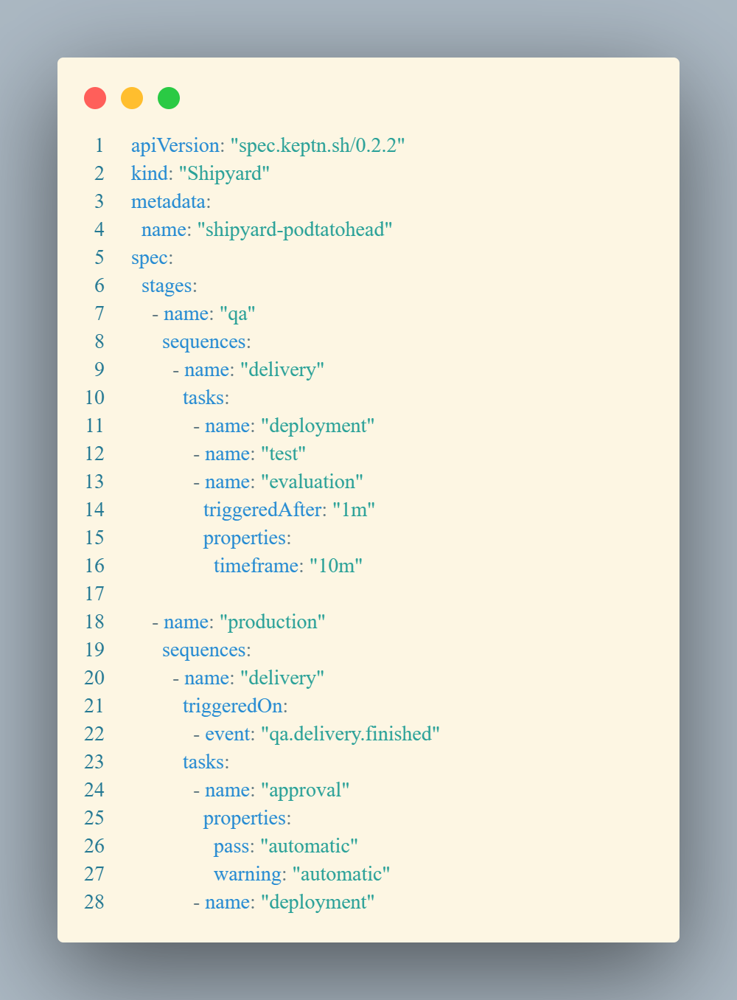 1 apiVersion: "spec.keptn.sh/0.2.2"
2 kind: "Shipyard"
3 metadata:
4   name: "shipyard-podtatohead"
5 spec:
6   stages:
7     - name: "qa"
8       sequences:
9         - name: "delivery"
10           tasks:
11             - name: "deployment"
12             - name: "test"
13             - name: "evaluation"
14               triggeredAfter: "1m"
15               properties:
16                 timeframe: "10m"
17
18     - name: "production"
19       sequences:
20         - name: "delivery"
21           triggeredOn:
22             - event: "qa.delivery.finished"
23           tasks:
24             - name: "approval"
25               properties:
26                 pass: "automatic"
27                 warning: "automatic"
28             - name: "deployment"